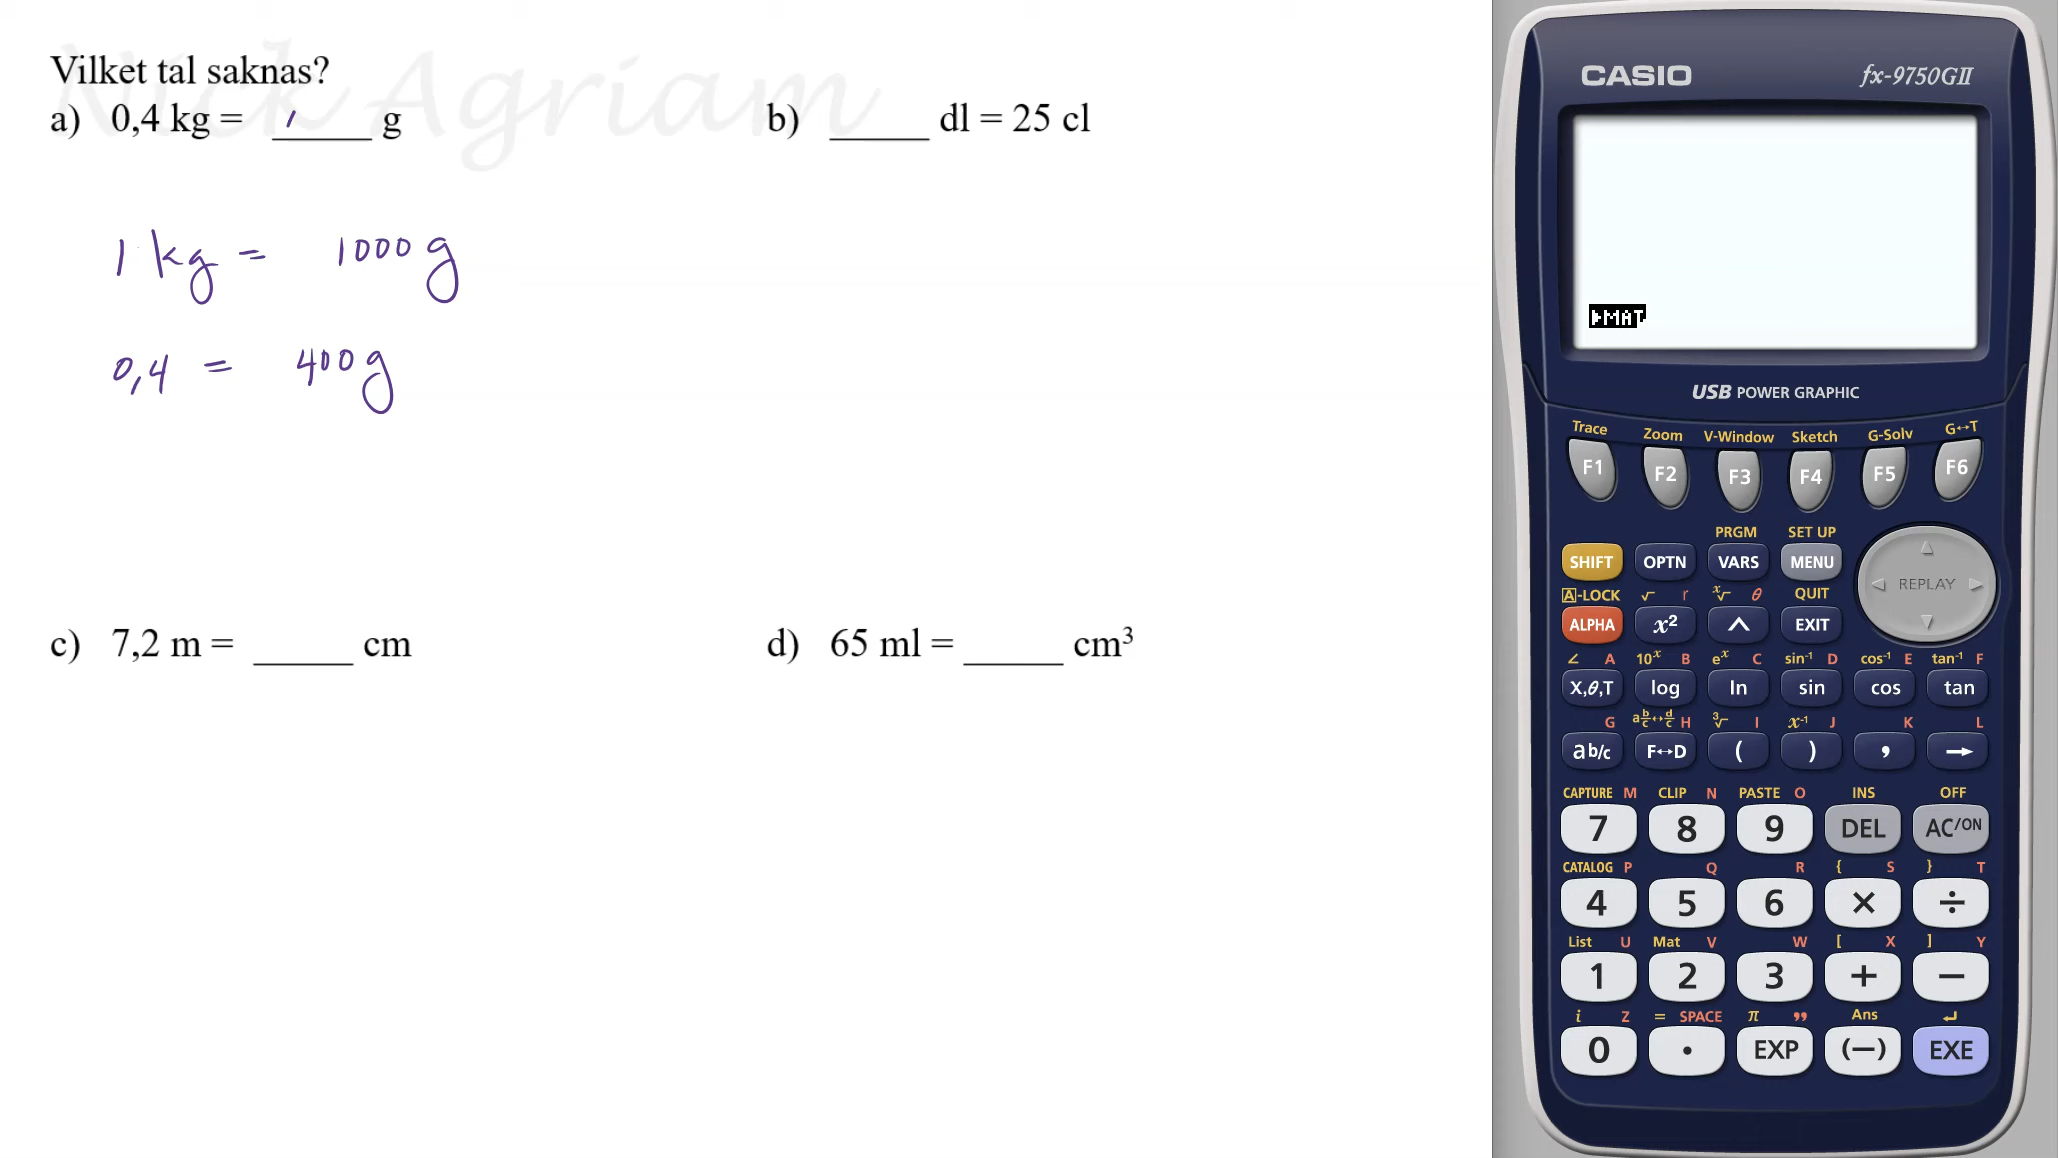 Nick Agriam
Vilket tal saknas?
a) 0,4 kg = _____ g
b) _____ dl = 25 cl
1 kg = 1000 g
0,4 = 400 g
c) 7,2 m = _____ cm
d) 65 ml = _____ cm³
CASIO fx-9750GII
▶MAT
USB POWER GRAPHIC
Trace Zoom V-Window Sketch G-Solv G↔T
F1 F2 F3 F4 F5 F6
PRGM SET UP
SHIFT OPTN VARS MENU
REPLAY
A-LOCK √ r ˣ√ θ QUIT
ALPHA x² ^ EXIT
∠ A 10ˣ B eˣ C sin⁻¹ D cos⁻¹ E tan⁻¹ F
X,θ,T log ln sin cos tan
G a b/c↔d/c H ³√ I x⁻¹ J K L
a b/c F↔D ( ) , →
CAPTURE M CLIP N PASTE O INS OFF
7 8 9 DEL AC/ON
CATALOG P Q R { S } T
4 5 6 × ÷
List U Mat V W [ X ] Y
1 2 3 + −
i Z = SPACE π " Ans ↵
0 . EXP (−) EXE